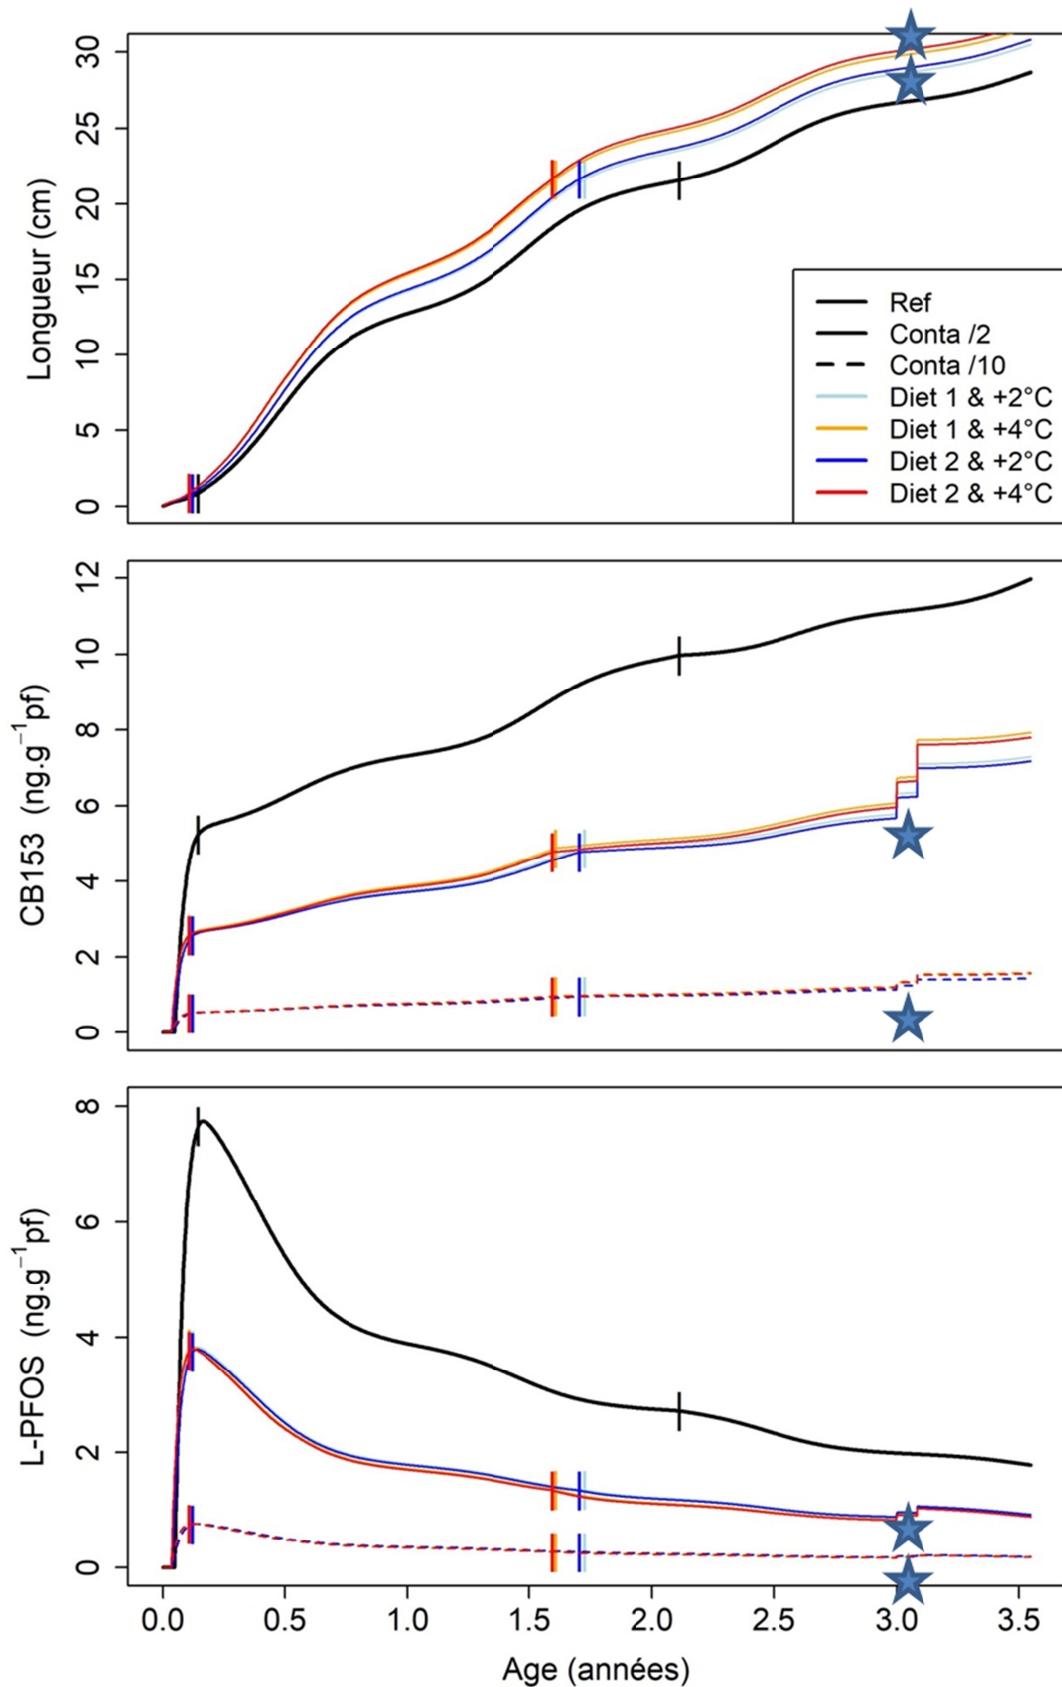 Longueur (cm)
30
25
20
15
10
5
0
Ref
Conta /2
Conta /10
Diet 1 & +2°C
Diet 1 & +4°C
Diet 2 & +2°C
Diet 2 & +4°C
CB153 (ng.g⁻¹pf)
12
10
8
6
4
2
0
L-PFOS (ng.g⁻¹pf)
8
6
4
2
0
0.0 0.5 1.0 1.5 2.0 2.5 3.0 3.5
Age (années)